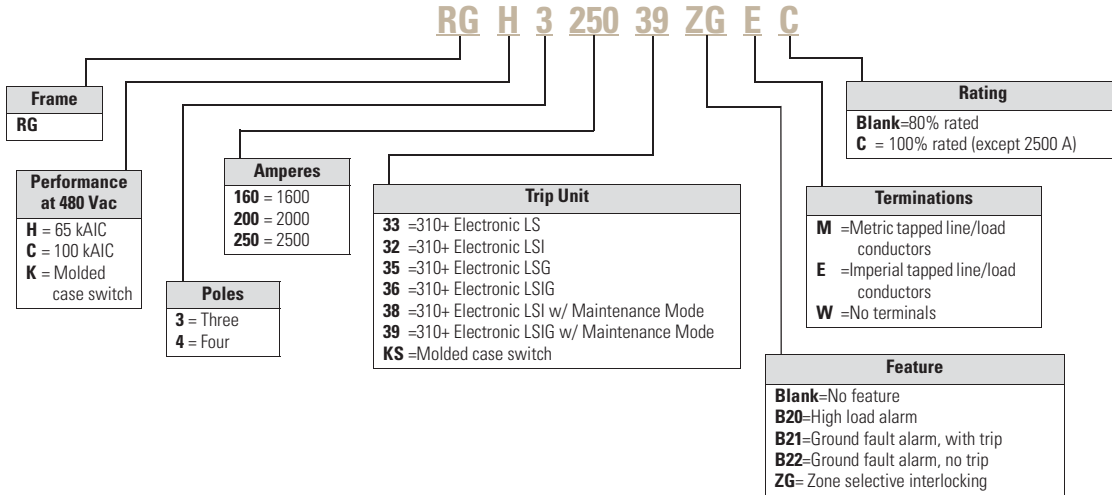 RG H 3 250 39 ZG E C
Frame
RG
Performance
at 480 Vac
H = 65 kAIC
C = 100 kAIC
K = Molded
case switch
Poles
3 = Three
4 = Four
Amperes
160 = 1600
200 = 2000
250 = 2500
Trip Unit
33 =310+ Electronic LS
32 =310+ Electronic LSI
35 =310+ Electronic LSG
36 =310+ Electronic LSIG
38 =310+ Electronic LSI w/ Maintenance Mode
39 =310+ Electronic LSIG w/ Maintenance Mode
KS =Molded case switch
Rating
Blank=80% rated
C = 100% rated (except 2500 A)
Terminations
M =Metric tapped line/load
conductors
E =Imperial tapped line/load
conductors
W =No terminals
Feature
Blank=No feature
B20=High load alarm
B21=Ground fault alarm, with trip
B22=Ground fault alarm, no trip
ZG= Zone selective interlocking